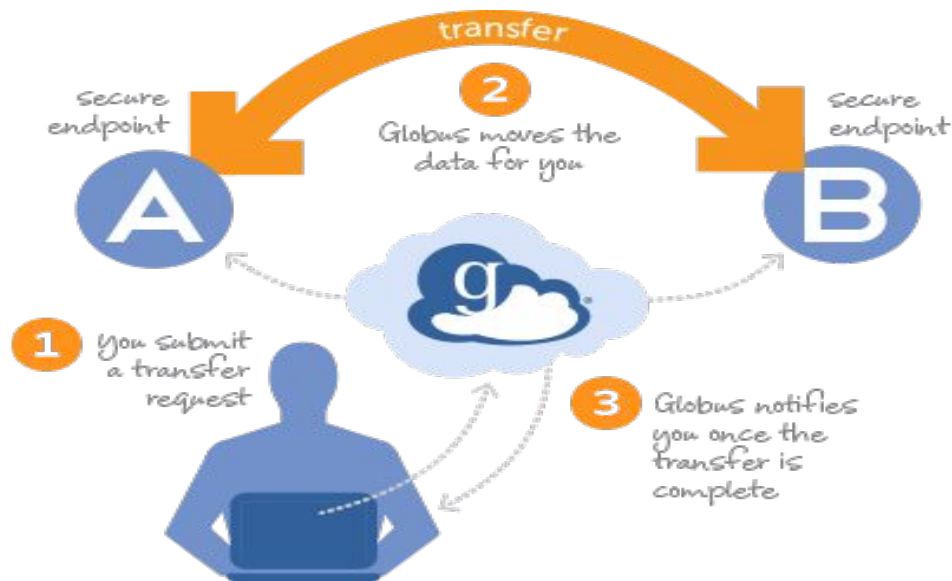 transfer
2
secure
endpoint
Globus moves the
data for you
secure
endpoint
A
B
g
1
you submit
a transfer
request
3
Globus notifies
you once the
transfer is
complete